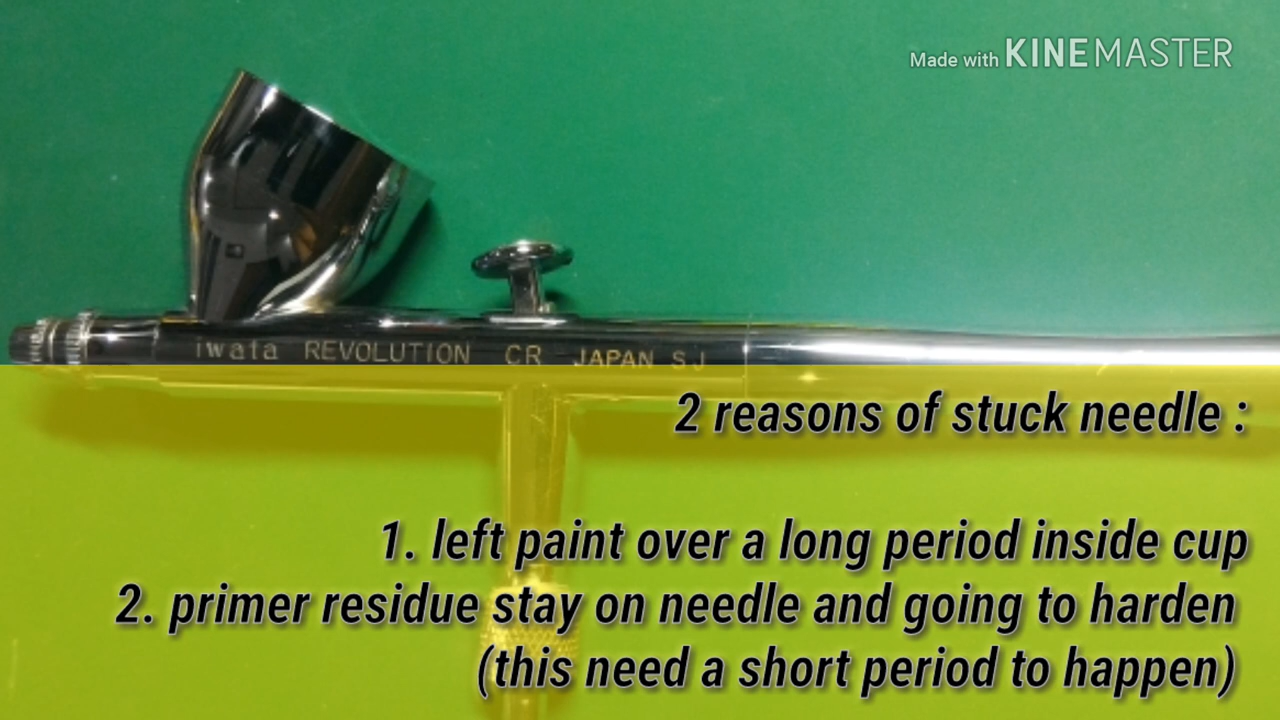 Made with KINEMASTER
iwata REVOLUTION CR JAPAN SJ
2 reasons of stuck needle :
1. left paint over a long period inside cup
2. primer residue stay on needle and going to harden
(this need a short period to happen)